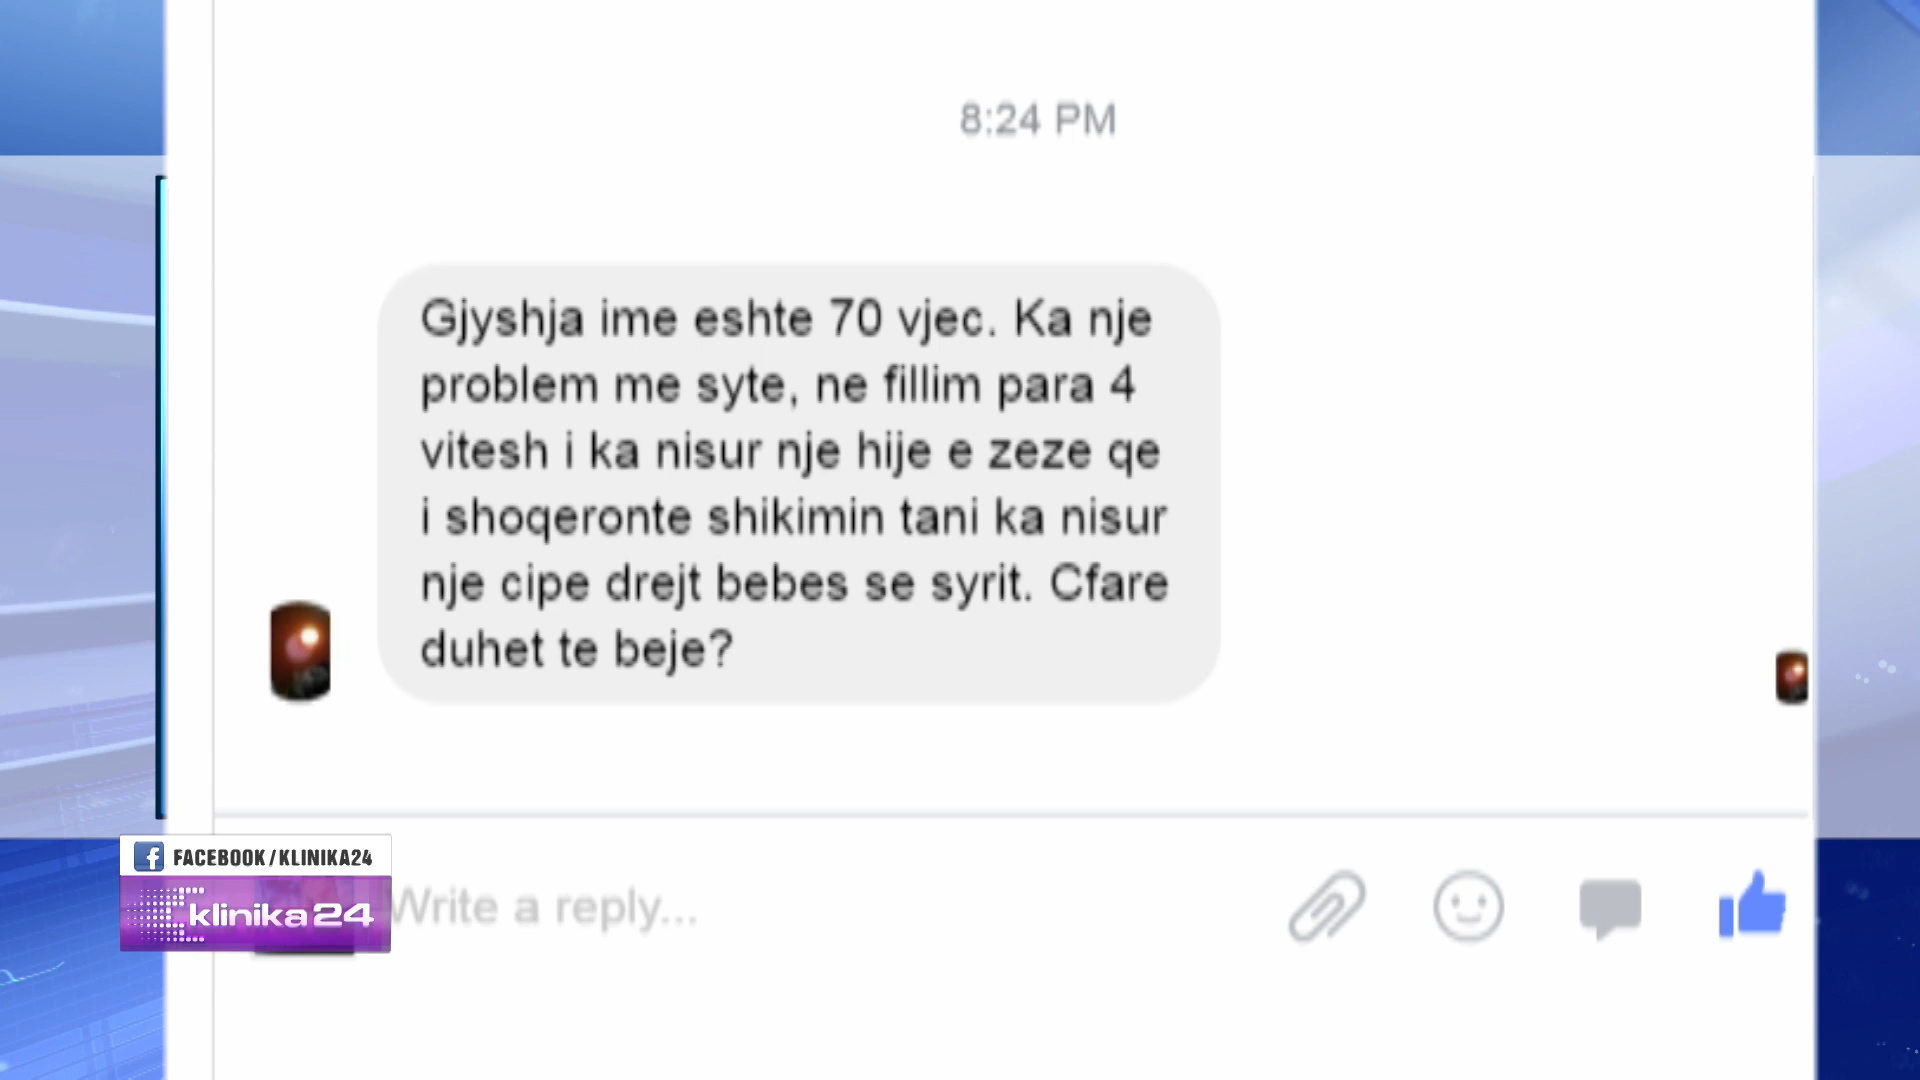 8:24 PM
Gjyshja ime eshte 70 vjec. Ka nje
problem me syte, ne fillim para 4
vitesh i ka nisur nje hije e zeze qe
i shoqeronte shikimin tani ka nisur
nje cipe drejt bebes se syrit. Cfare
duhet te beje?
FACEBOOK/KLINIKA24
klinika 24
Write a reply...